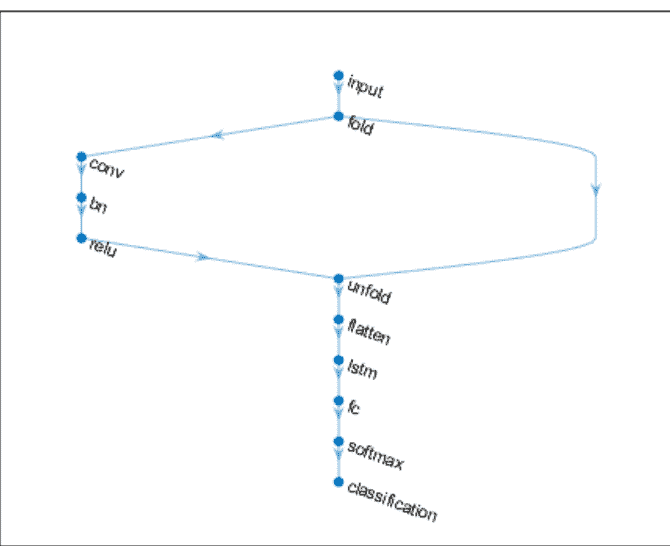 input
fold
conv
bn
relu
unfold
flatten
lstm
fc
softmax
classification